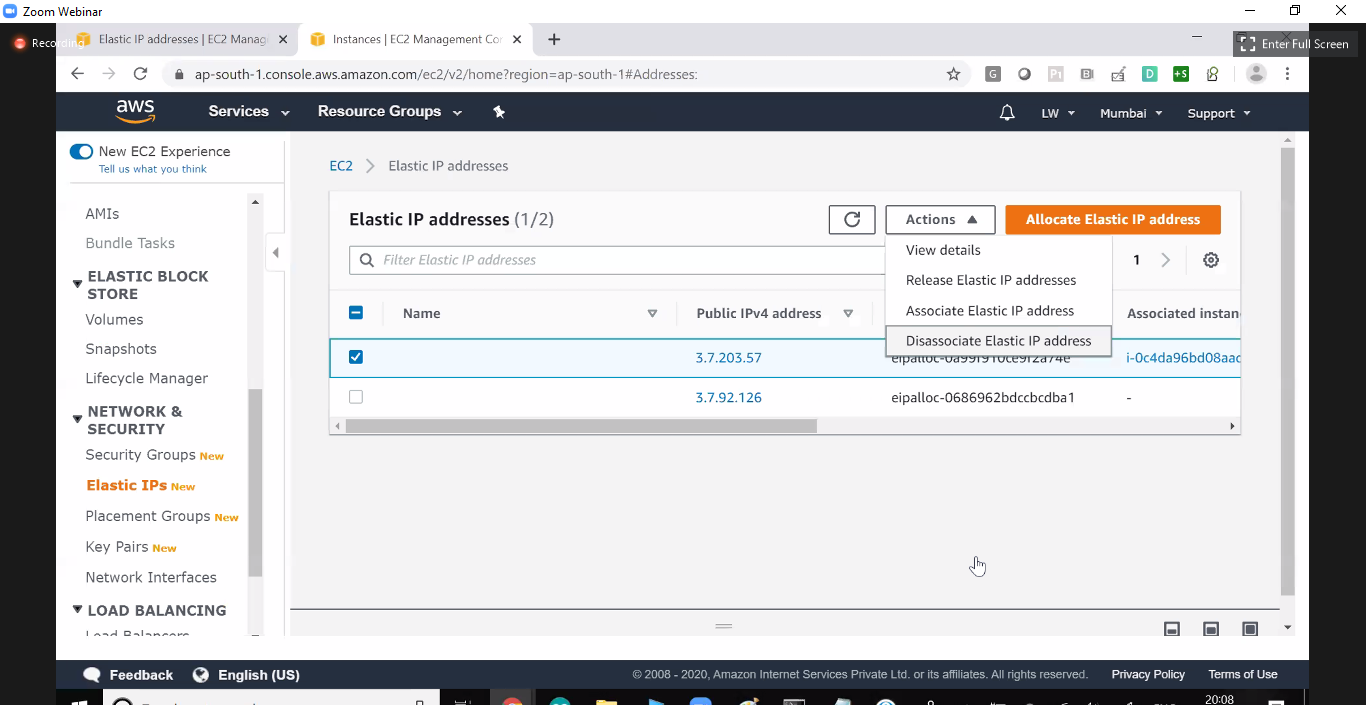 Zoom Webinar
Recording
Elastic IP addresses | EC2 Manag
Instances | EC2 Management Co
Enter Full Screen
ap-south-1.console.aws.amazon.com/ec2/v2/home?region=ap-south-1#Addresses:
aws
Services
Resource Groups
LW
Mumbai
Support
New EC2 Experience
Tell us what you think
AMIs
Bundle Tasks
ELASTIC BLOCK
STORE
Volumes
Snapshots
Lifecycle Manager
NETWORK &
SECURITY
Security Groups New
Elastic IPs New
Placement Groups New
Key Pairs New
Network Interfaces
LOAD BALANCING
Load Balancers
EC2 > Elastic IP addresses
Elastic IP addresses (1/2)
Actions
Allocate Elastic IP address
Filter Elastic IP addresses
1
View details
Release Elastic IP addresses
Associate Elastic IP address
Disassociate Elastic IP address
Name
Public IPv4 address
Associated instan
3.7.203.57
eipalloc-0a99f910ce9f2a74e
i-0c4da96bd08aac
3.7.92.126
eipalloc-0686962bdccbcdba1
-
Feedback
English (US)
© 2008 - 2020, Amazon Internet Services Private Ltd. or its affiliates. All rights reserved.
Privacy Policy
Terms of Use
20:08